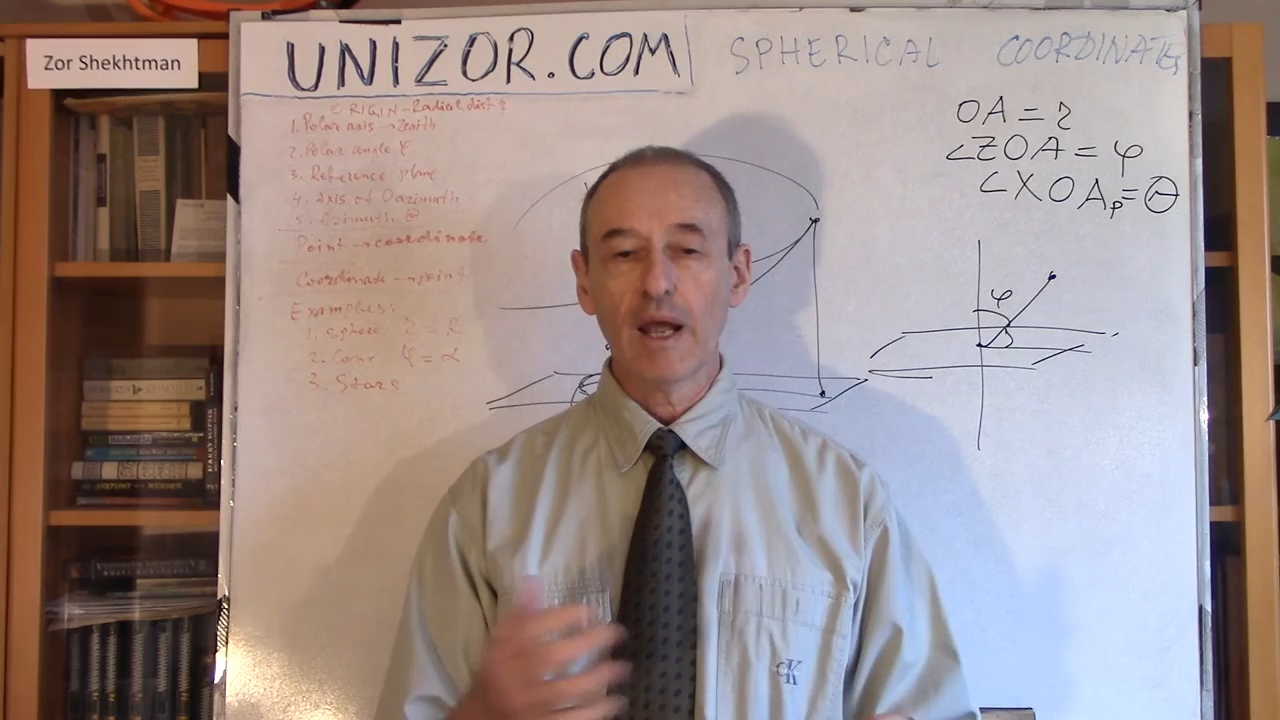 Zor Shekhtman
UNIZOR.COM
SPHERICAL COORDINATES
ORIGIN - Radial dist r
1. Polar axis → Zenith
2. Polar angle φ
3. Reference plane
4. Axis of 0 azimuth
5. Azimuth Θ
Point → coordinate
Coordinate → point
Examples:
1. Sphere r = R
2. Cone φ = α
3. Stars
OA = r
∠ZOA = φ
∠XOAₚ = Θ
φ
CK